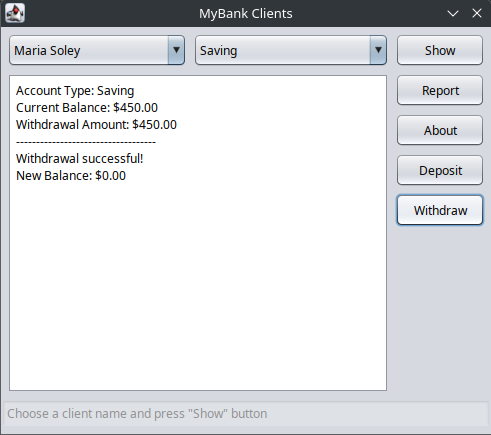 MyBank Clients
Maria Soley
Saving
Show
Account Type: Saving
Current Balance: $450.00
Withdrawal Amount: $450.00
-----------------------------------
Withdrawal successful!
New Balance: $0.00
Report
About
Deposit
Withdraw
Choose a client name and press "Show" button